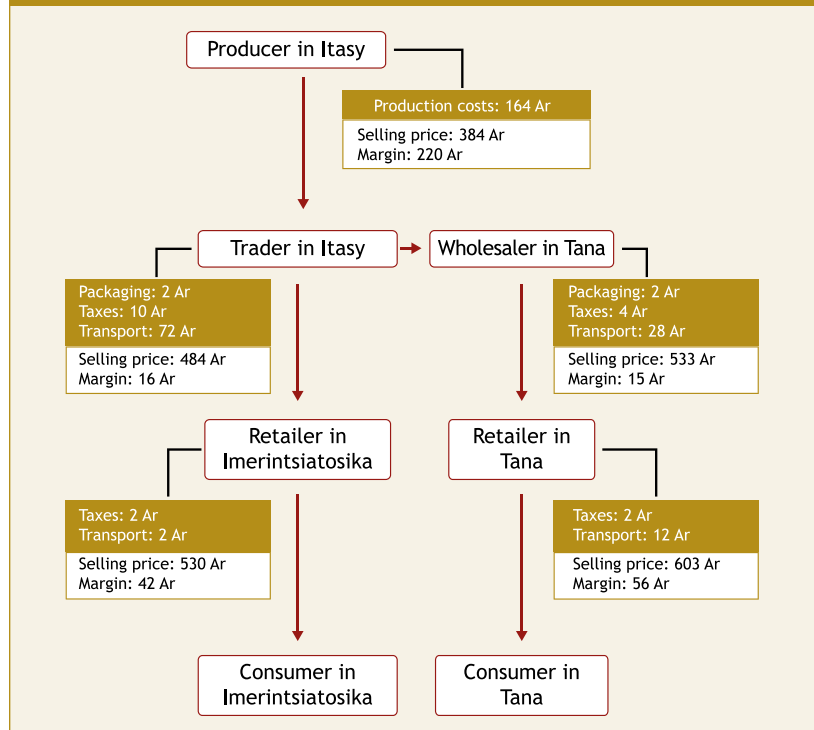 Producer in Itasy
Production costs: 164 Ar
Selling price: 384 Ar
Margin: 220 Ar
Trader in Itasy
Wholesaler in Tana
Packaging: 2 Ar
Taxes: 10 Ar
Transport: 72 Ar
Selling price: 484 Ar
Margin: 16 Ar
Packaging: 2 Ar
Taxes: 4 Ar
Transport: 28 Ar
Selling price: 533 Ar
Margin: 15 Ar
Retailer in
Imerintsiatosika
Retailer in
Tana
Taxes: 2 Ar
Transport: 2 Ar
Selling price: 530 Ar
Margin: 42 Ar
Taxes: 2 Ar
Transport: 12 Ar
Selling price: 603 Ar
Margin: 56 Ar
Consumer in
Imerintsiatosika
Consumer in
Tana